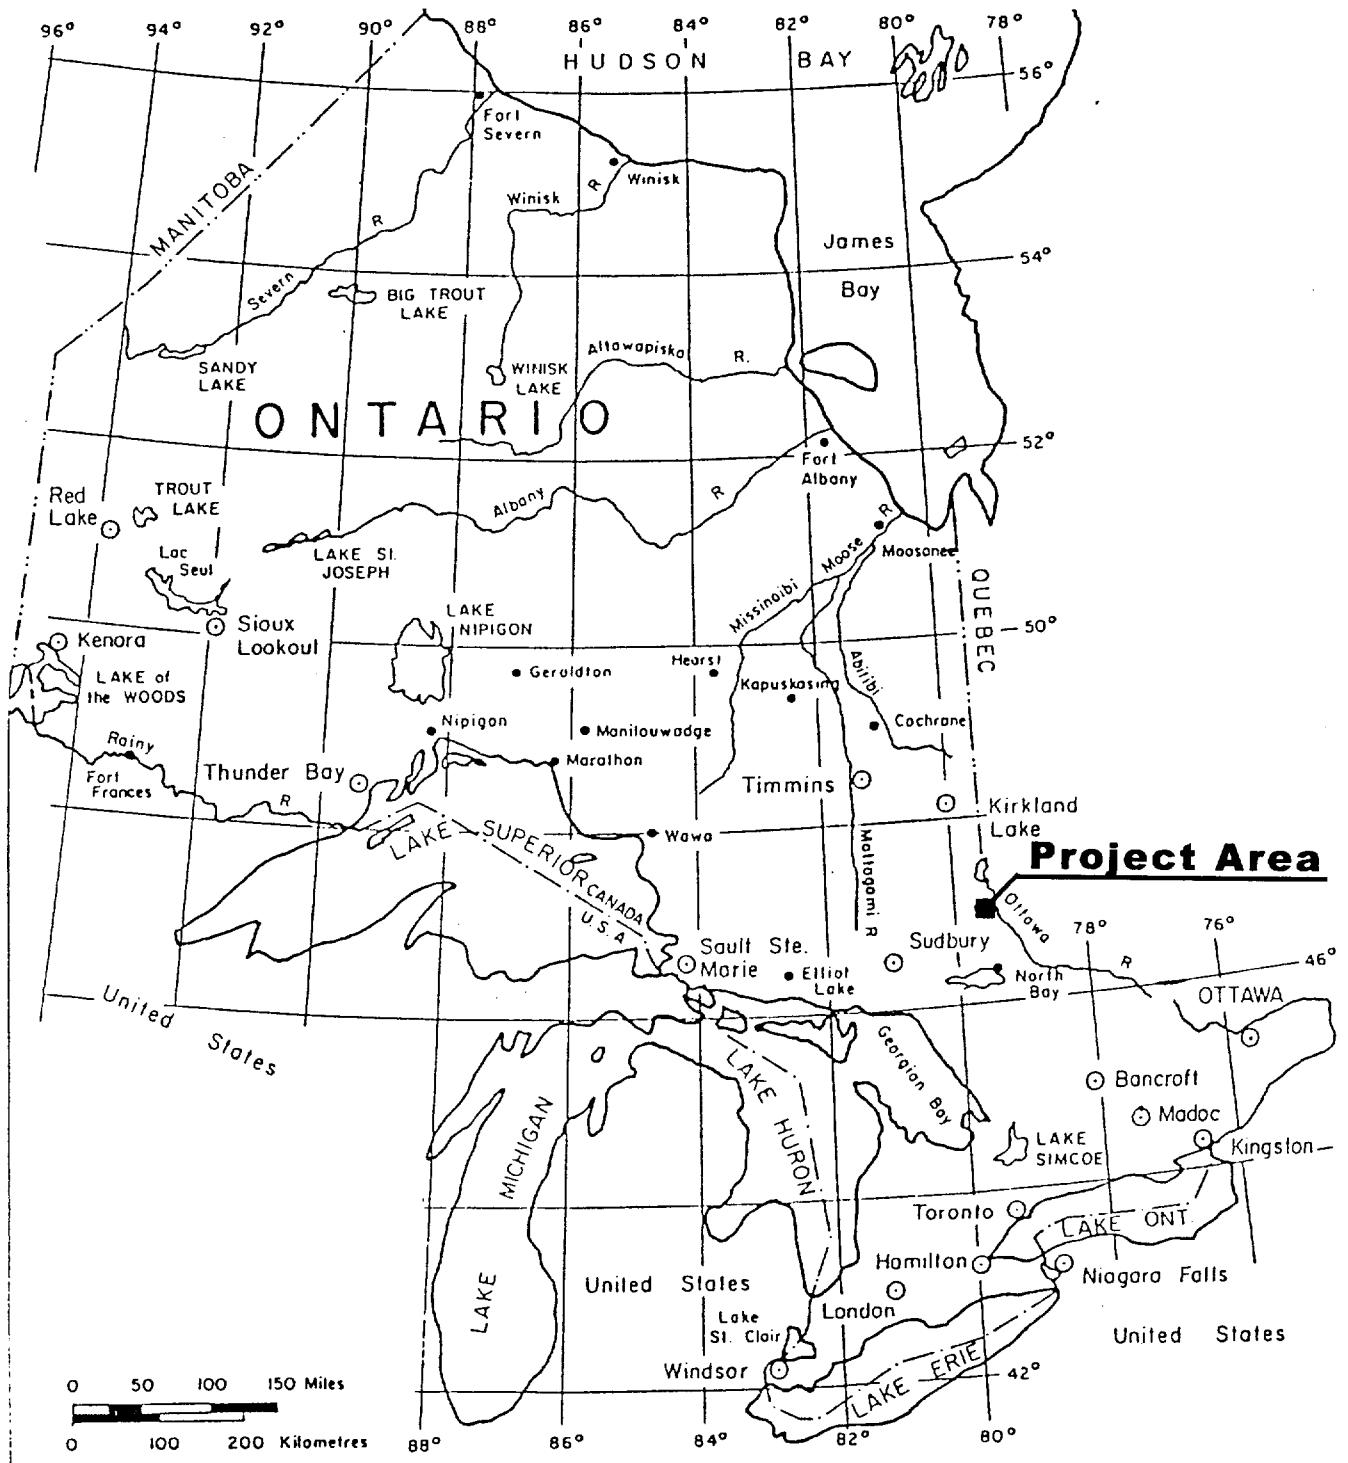 96°
94°
92°
90°
88°
86°
84°
82°
80°
78°
HUDSON BAY
56°
Fort
Severn
Winisk
Winisk
R
MANITOBA
R
Severn
James
Bay
54°
BIG TROUT
LAKE
SANDY
LAKE
WINISK
LAKE
Attawapiska
R.
ONTARIO
52°
Fort
Albany
Red
Lake
TROUT
LAKE
Albany
R
R
Lac
Seul
LAKE St.
JOSEPH
Moose
Moosonee
Missinaibi
QUEBEC
LAKE
NIPIGON
Sioux
Lookout
50°
Kenora
LAKE of
the WOODS
Geraldton
Hearst
Kapuskasing
Abitibi
Nipigon
Manitouwadge
Cochrane
Rainy
Fort
Frances
R
Thunder Bay
Marathon
Timmins
Kirkland
Lake
LAKE SUPERIOR
Wawa
Mattagami R
Project Area
CANADA
U.S.A
Ottawa
R
78°
76°
46°
Sault Ste.
Marie
Elliot
Lake
Sudbury
North
Bay
OTTAWA
United States
Georgian Bay
LAKE HURON
LAKE MICHIGAN
Bancroft
Madoc
LAKE
SIMCOE
Kingston
Toronto
LAKE ONT.
Hamilton
Niagara Falls
United States
London
Lake
St. Clair
United States
Windsor
LAKE ERIE
42°
0 50 100 150 Miles
0 100 200 Kilometres
88°
86°
84°
82°
80°